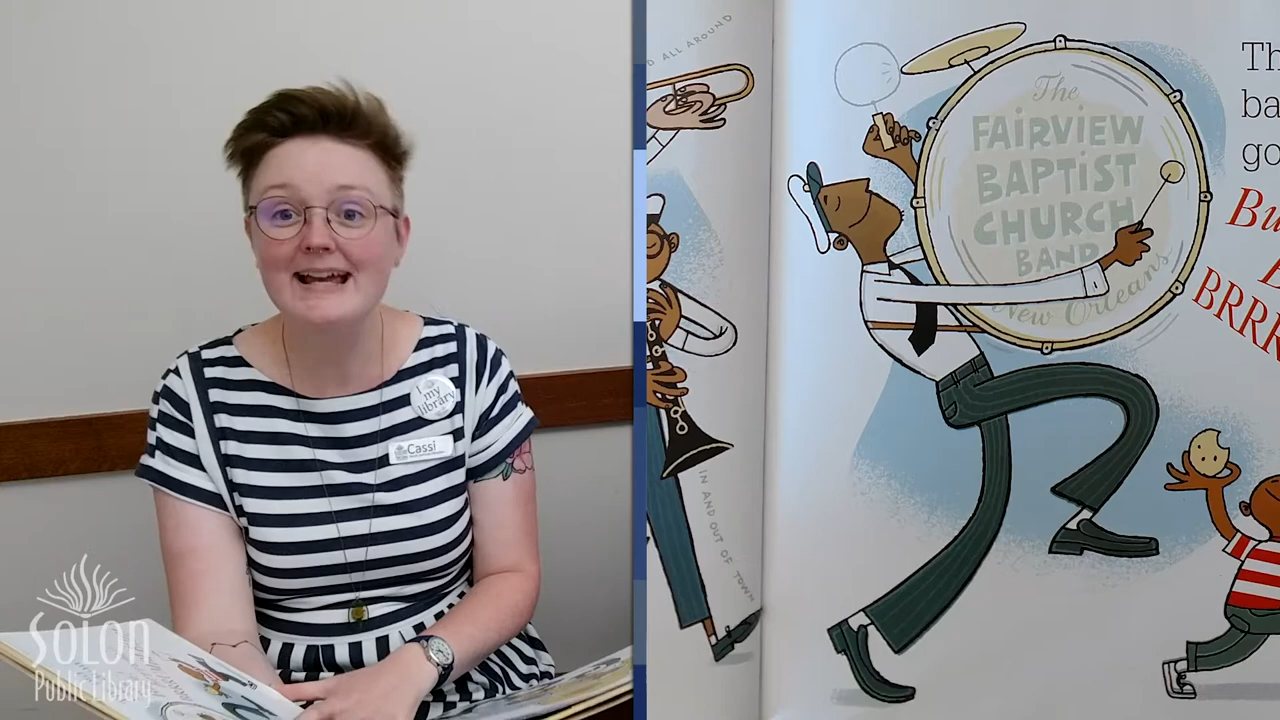 I
my
library
Cassi
Solon
Public Library
D ALL AROUND
IN AND OUT OF TOWN
The
FAIRVIEW
BAPTIST
CHURCH
BAND
New Orleans
Th
ba
go
Bu
B
BRRR